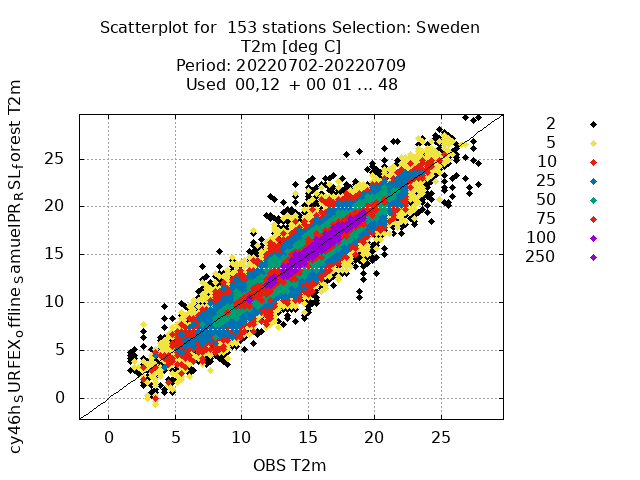 Scatterplot for 153 stations Selection: Sweden
T2m [deg C]
Period: 20220702-20220709
Used 00,12 + 00 01 ... 48
cy46h_SURFEX_offline_SamuelPR_RSL_Forest T2m
25
20
15
10
5
0
0 5 10 15 20 25
OBS T2m
2
5
10
25
50
75
100
250